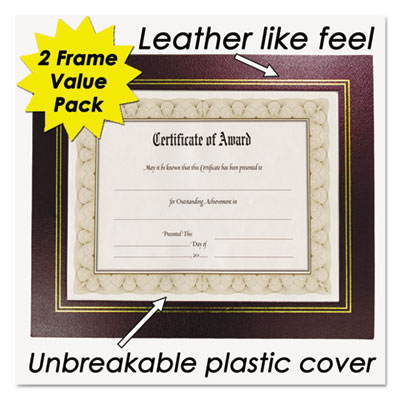 Leather like feel
2 Frame
Value
Pack
Certificate of Award
May it be known that this Certificate has been presented to
for Outstanding Achievement in
Presented This
Day of
, 20
Unbreakable plastic cover